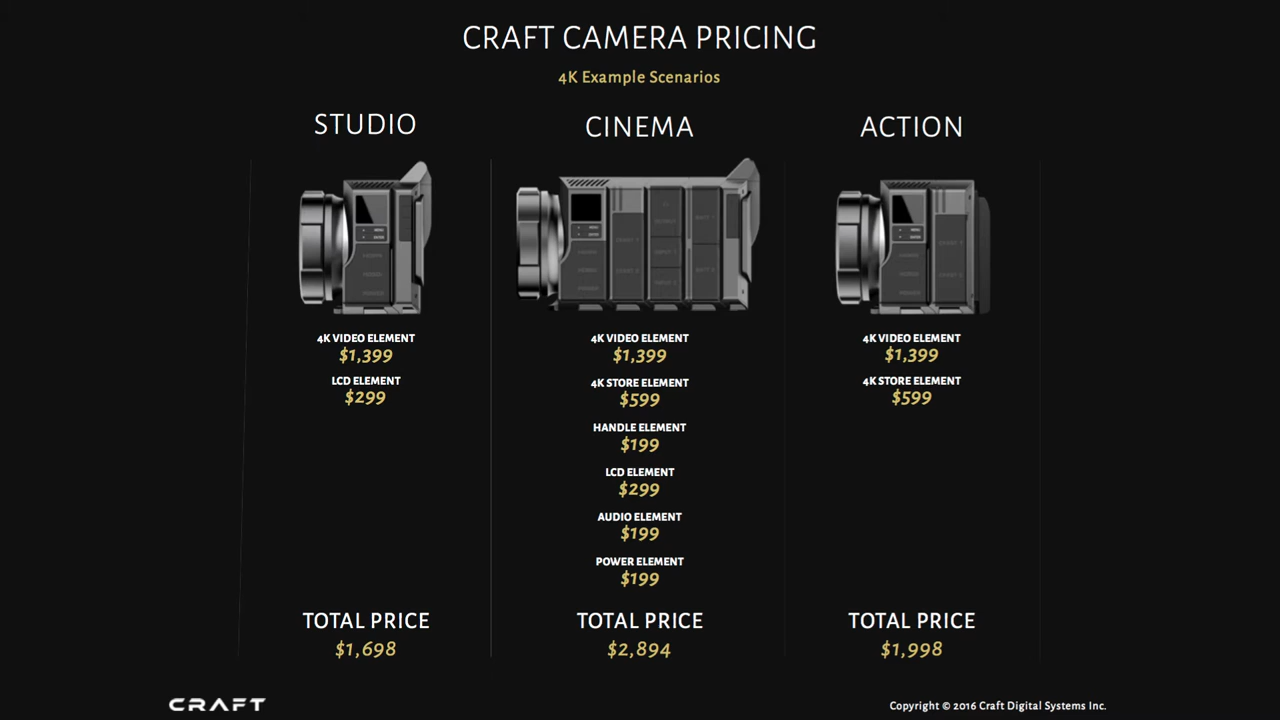 CRAFT CAMERA PRICING
4K Example Scenarios
STUDIO
4K VIDEO ELEMENT
$1,399
LCD ELEMENT
$299
TOTAL PRICE
$1,698
CINEMA
4K VIDEO ELEMENT
$1,399
4K STORE ELEMENT
$599
HANDLE ELEMENT
$199
LCD ELEMENT
$299
AUDIO ELEMENT
$199
POWER ELEMENT
$199
TOTAL PRICE
$2,894
ACTION
4K VIDEO ELEMENT
$1,399
4K STORE ELEMENT
$599
TOTAL PRICE
$1,998
CRAFT
Copyright © 2016 Craft Digital Systems Inc.